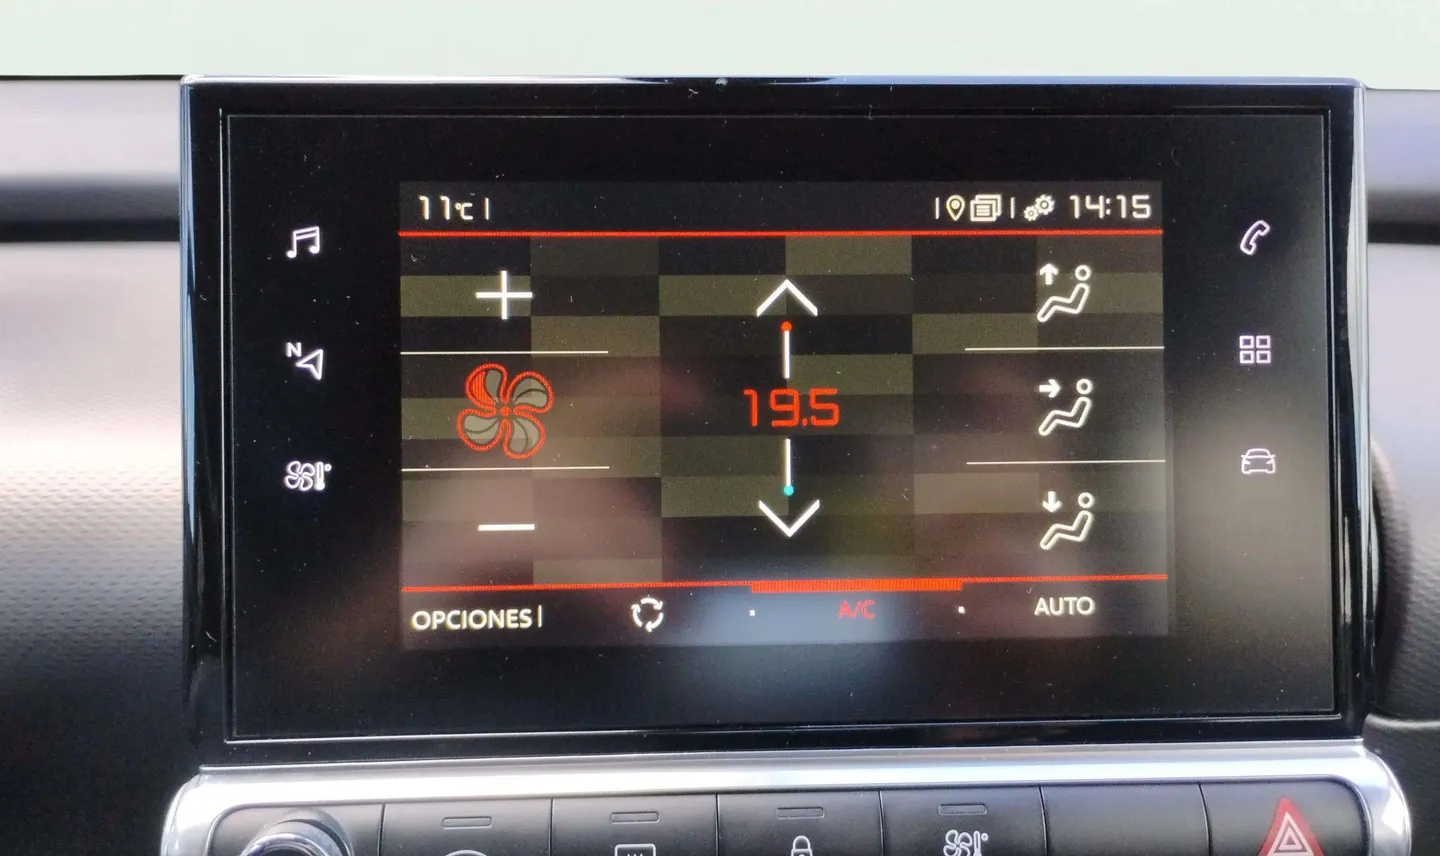 11°C
14:15
N
19.5
OPCIONES
A/C
AUTO